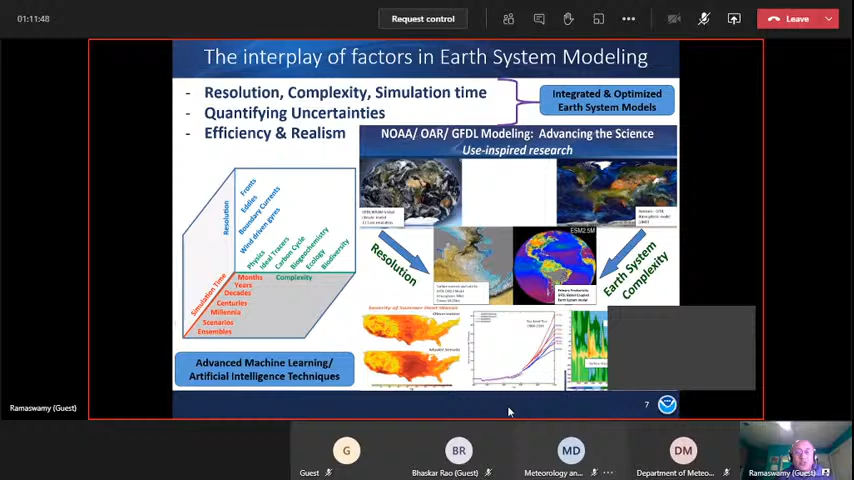 01:11:48
Request control
Leave
The interplay of factors in Earth System Modeling
- Resolution, Complexity, Simulation time
- Quantifying Uncertainties
- Efficiency & Realism
Integrated & Optimized
Earth System Models
NOAA/ OAR/ GFDL Modeling: Advancing the Science
Use-inspired research
Resolution
Fronts
Eddies
Boundary Currents
Wind driven gyres
Physics
Ideal Tracers
Carbon Cycle
Biogeochemistry
Ecology
Biodiversity
Complexity
Simulation Time
Months
Years
Decades
Centuries
Millennia
Scenarios
Ensembles
Resolution
ESM2.5M
Earth System
Complexity
Advanced Machine Learning/
Artificial Intelligence Techniques
7
Ramaswamy (Guest)
G
BR
MD
DM
Guest
Bhaskar Rao (Guest)
Meteorology an...
Department of Meteo...
Ramaswamy (Guest)